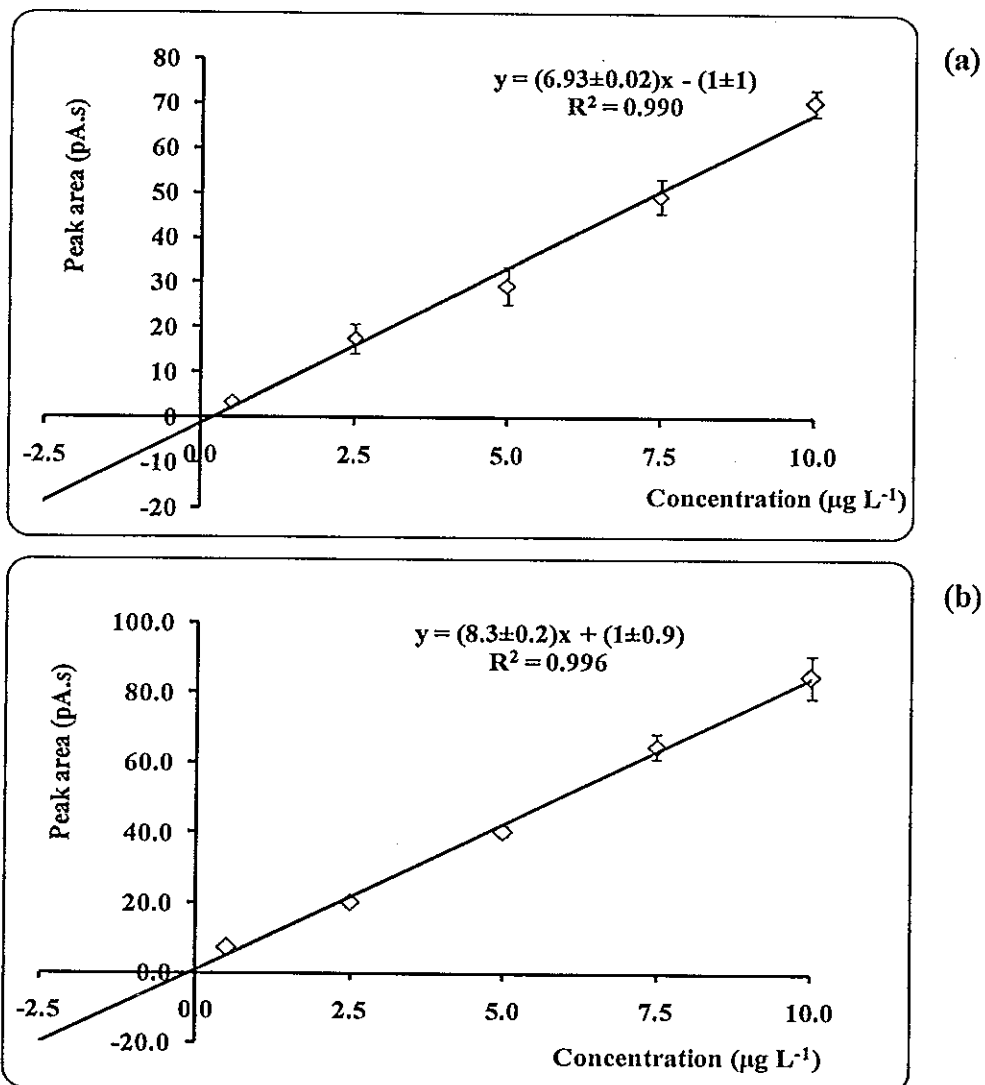 (a)
y = (6.93±0.02)x - (1±1)
R² = 0.990
Peak area (pA.s)
80
70
60
50
40
30
20
10
0
-10
-20
-2.5 0.0 2.5 5.0 7.5 10.0
Concentration (µg L⁻¹)
(b)
y = (8.3±0.2)x + (1±0.9)
R² = 0.996
Peak area (pA.s)
100.0
80.0
60.0
40.0
20.0
0.0
-20.0
-2.5 0.0 2.5 5.0 7.5 10.0
Concentration (µg L⁻¹)